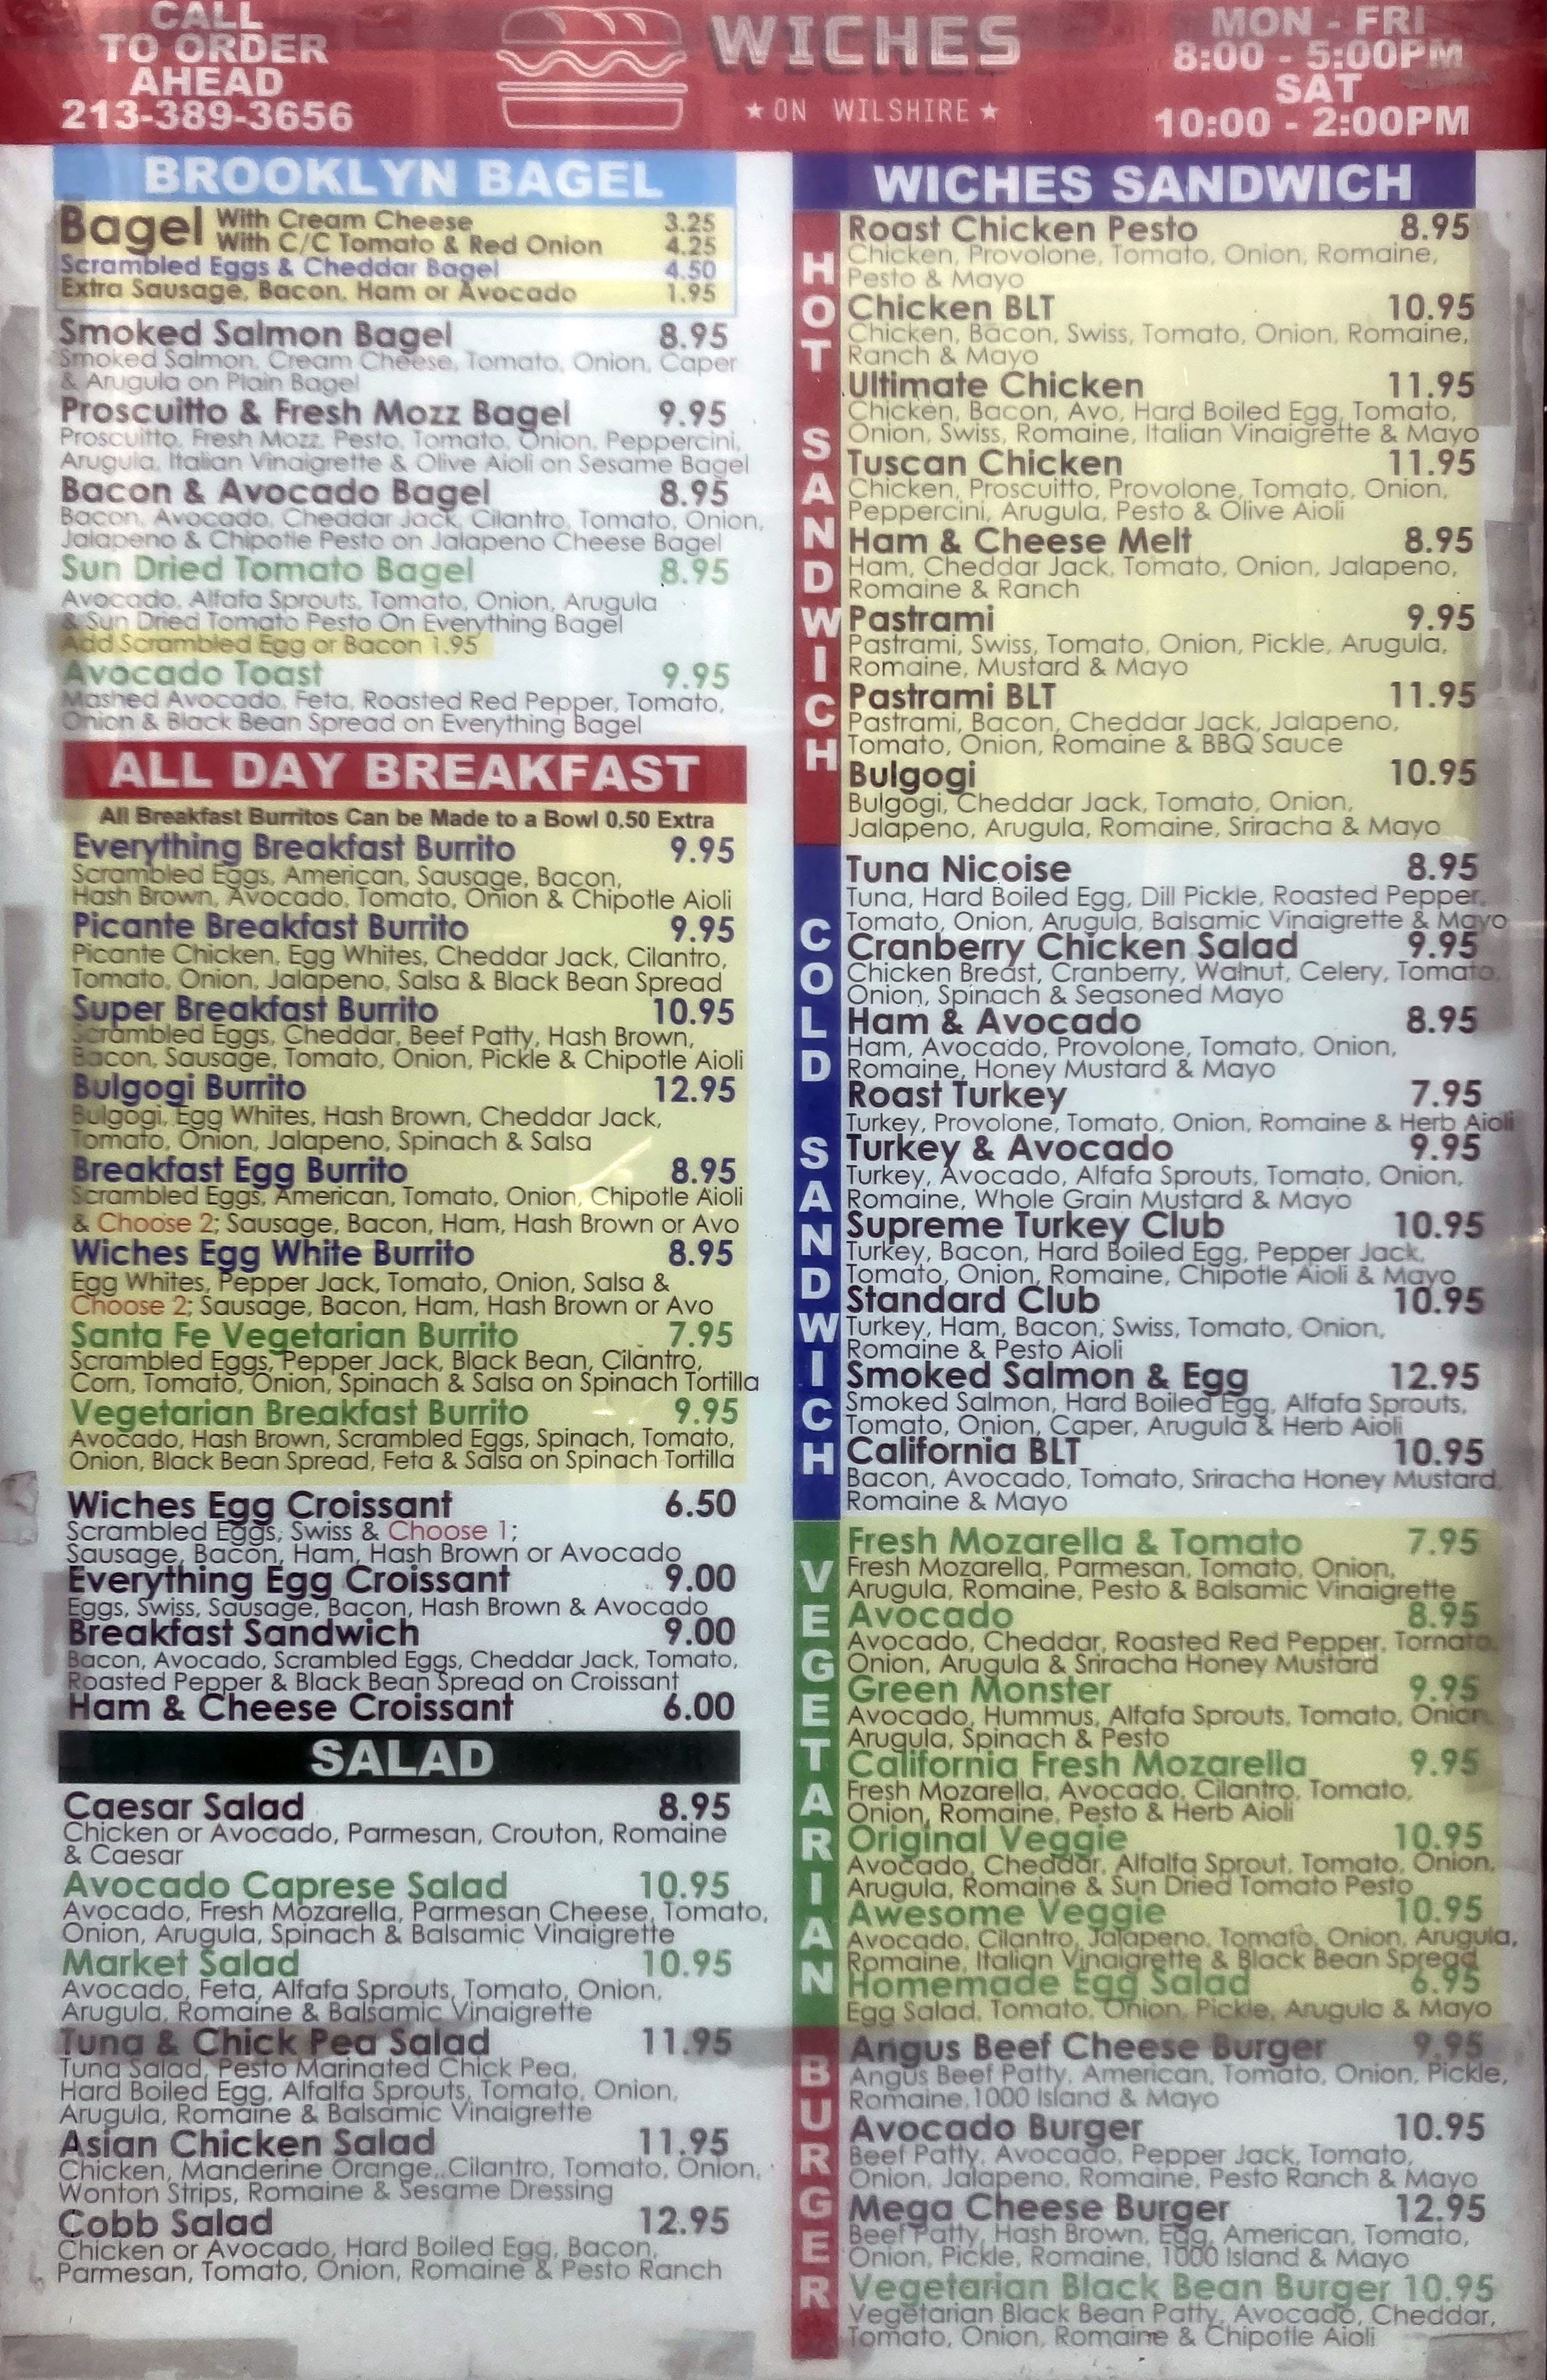 CALL
TO ORDER
AHEAD
213-389-3656
WICHES
★ ON WILSHIRE ★
MON - FRI
8:00 - 5:00PM
SAT
10:00 - 2:00PM
BROOKLYN BAGEL
Bagel With Cream Cheese 3.25
With C/C Tomato & Red Onion 4.25
Scrambled Eggs & Cheddar Bagel 4.50
Extra Sausage, Bacon, Ham or Avocado 1.95
Smoked Salmon Bagel 8.95
Smoked Salmon, Cream Cheese, Tomato, Onion, Caper
& Arugula on Plain Bagel
Proscuitto & Fresh Mozz Bagel 9.95
Proscuitto, Fresh Mozz, Pesto, Tomato, Onion, Peppercini,
Arugula, Italian Vinaigrette & Olive Aioli on Sesame Bagel
Bacon & Avocado Bagel 8.95
Bacon, Avocado, Cheddar Jack, Cilantro, Tomato, Onion,
Jalapeno & Chipotle Pesto on Jalapeno Cheese Bagel
Sun Dried Tomato Bagel 8.95
Avocado, Alfafa Sprouts, Tomato, Onion, Arugula
& Sun Dried Tomato Pesto On Everything Bagel
Add Scrambled Egg or Bacon 1.95
Avocado Toast 9.95
Mashed Avocado, Feta, Roasted Red Pepper, Tomato,
Onion & Black Bean Spread on Everything Bagel
ALL DAY BREAKFAST
All Breakfast Burritos Can be Made to a Bowl 0.50 Extra
Everything Breakfast Burrito 9.95
Scrambled Eggs, American, Sausage, Bacon,
Hash Brown, Avocado, Tomato, Onion & Chipotle Aioli
Picante Breakfast Burrito 9.95
Picante Chicken, Egg Whites, Cheddar Jack, Cilantro,
Tomato, Onion, Jalapeno, Salsa & Black Bean Spread
Super Breakfast Burrito 10.95
Scrambled Eggs, Cheddar, Beef Patty, Hash Brown,
Bacon, Sausage, Tomato, Onion, Pickle & Chipotle Aioli
Bulgogi Burrito 12.95
Bulgogi, Egg Whites, Hash Brown, Cheddar Jack,
Tomato, Onion, Jalapeno, Spinach & Salsa
Breakfast Egg Burrito 8.95
Scrambled Eggs, American, Tomato, Onion, Chipotle Aioli
& Choose 2; Sausage, Bacon, Ham, Hash Brown or Avo
Wiches Egg White Burrito 8.95
Egg Whites, Pepper Jack, Tomato, Onion, Salsa &
Choose 2; Sausage, Bacon, Ham, Hash Brown or Avo
Santa Fe Vegetarian Burrito 7.95
Scrambled Eggs, Pepper Jack, Black Bean, Cilantro,
Corn, Tomato, Onion, Spinach & Salsa on Spinach Tortilla
Vegetarian Breakfast Burrito 9.95
Avocado, Hash Brown, Scrambled Eggs, Spinach, Tomato,
Onion, Black Bean Spread, Feta & Salsa on Spinach Tortilla
Wiches Egg Croissant 6.50
Scrambled Eggs, Swiss & Choose 1;
Sausage, Bacon, Ham, Hash Brown or Avocado
Everything Egg Croissant 9.00
Eggs, Swiss, Sausage, Bacon, Hash Brown & Avocado
Breakfast Sandwich 9.00
Bacon, Avocado, Scrambled Eggs, Cheddar Jack, Tomato,
Roasted Pepper & Black Bean Spread on Croissant
Ham & Cheese Croissant 6.00
SALAD
Caesar Salad 8.95
Chicken or Avocado, Parmesan, Crouton, Romaine
& Caesar
Avocado Caprese Salad 10.95
Avocado, Fresh Mozarella, Parmesan Cheese, Tomato,
Onion, Arugula, Spinach & Balsamic Vinaigrette
Market Salad 10.95
Avocado, Feta, Alfafa Sprouts, Tomato, Onion,
Arugula, Romaine & Balsamic Vinaigrette
Tuna & Chick Pea Salad 11.95
Tuna Salad, Pesto Marinated Chick Pea,
Hard Boiled Egg, Alfalfa Sprouts, Tomato, Onion,
Arugula, Romaine & Balsamic Vinaigrette
Asian Chicken Salad 11.95
Chicken, Manderine Orange, Cilantro, Tomato, Onion,
Wonton Strips, Romaine & Sesame Dressing
Cobb Salad 12.95
Chicken or Avocado, Hard Boiled Egg, Bacon,
Parmesan, Tomato, Onion, Romaine & Pesto Ranch
WICHES SANDWICH
HOT SANDWICH
Roast Chicken Pesto 8.95
Chicken, Provolone, Tomato, Onion, Romaine,
Pesto & Mayo
Chicken BLT 10.95
Chicken, Bacon, Swiss, Tomato, Onion, Romaine,
Ranch & Mayo
Ultimate Chicken 11.95
Chicken, Bacon, Avo, Hard Boiled Egg, Tomato,
Onion, Swiss, Romaine, Italian Vinaigrette & Mayo
Tuscan Chicken 11.95
Chicken, Proscuitto, Provolone, Tomato, Onion,
Peppercini, Arugula, Pesto & Olive Aioli
Ham & Cheese Melt 8.95
Ham, Cheddar Jack, Tomato, Onion, Jalapeno,
Romaine & Ranch
Pastrami 9.95
Pastrami, Swiss, Tomato, Onion, Pickle, Arugula,
Romaine, Mustard & Mayo
Pastrami BLT 11.95
Pastrami, Bacon, Cheddar Jack, Jalapeno,
Tomato, Onion, Romaine & BBQ Sauce
Bulgogi 10.95
Bulgogi, Cheddar Jack, Tomato, Onion,
Jalapeno, Arugula, Romaine, Sriracha & Mayo
COLD SANDWICH
Tuna Nicoise 8.95
Tuna, Hard Boiled Egg, Dill Pickle, Roasted Pepper,
Tomato, Onion, Arugula, Balsamic Vinaigrette & Mayo
Cranberry Chicken Salad 9.95
Chicken Breast, Cranberry, Walnut, Celery, Tomato,
Onion, Spinach & Seasoned Mayo
Ham & Avocado 8.95
Ham, Avocado, Provolone, Tomato, Onion,
Romaine, Honey Mustard & Mayo
Roast Turkey 7.95
Turkey, Provolone, Tomato, Onion, Romaine & Herb Aioli
Turkey & Avocado 9.95
Turkey, Avocado, Alfafa Sprouts, Tomato, Onion,
Romaine, Whole Grain Mustard & Mayo
Supreme Turkey Club 10.95
Turkey, Bacon, Hard Boiled Egg, Pepper Jack,
Tomato, Onion, Romaine, Chipotle Aioli & Mayo
Standard Club 10.95
Turkey, Ham, Bacon, Swiss, Tomato, Onion,
Romaine & Pesto Aioli
Smoked Salmon & Egg 12.95
Smoked Salmon, Hard Boiled Egg, Alfafa Sprouts,
Tomato, Onion, Caper, Arugula & Herb Aioli
California BLT 10.95
Bacon, Avocado, Tomato, Sriracha Honey Mustard,
Romaine & Mayo
VEGETARIAN
Fresh Mozarella & Tomato 7.95
Fresh Mozarella, Parmesan, Tomato, Onion,
Arugula, Romaine, Pesto & Balsamic Vinaigrette
Avocado 8.95
Avocado, Cheddar, Roasted Red Pepper, Tomato,
Onion, Arugula & Sriracha Honey Mustard
Green Monster 9.95
Avocado, Hummus, Alfafa Sprouts, Tomato, Onion,
Arugula, Spinach & Pesto
California Fresh Mozarella 9.95
Fresh Mozarella, Avocado, Cilantro, Tomato,
Onion, Romaine, Pesto & Herb Aioli
Original Veggie 10.95
Avocado, Cheddar, Alfalfa Sprout, Tomato, Onion,
Arugula, Romaine & Sun Dried Tomato Pesto
Awesome Veggie 10.95
Avocado, Cilantro, Jalapeno, Tomato, Onion, Arugula,
Romaine, Italian Vinaigrette & Black Bean Spread
Homemade Egg Salad 6.95
Egg Salad, Tomato, Onion, Pickle, Arugula & Mayo
BURGER
Angus Beef Cheese Burger 9.95
Angus Beef Patty, American, Tomato, Onion, Pickle,
Romaine, 1000 Island & Mayo
Avocado Burger 10.95
Beef Patty, Avocado, Pepper Jack, Tomato,
Onion, Jalapeno, Romaine, Pesto Ranch & Mayo
Mega Cheese Burger 12.95
Beef Patty, Hash Brown, Egg, American, Tomato,
Onion, Pickle, Romaine, 1000 Island & Mayo
Vegetarian Black Bean Burger 10.95
Vegetarian Black Bean Patty, Avocado, Cheddar,
Tomato, Onion, Romaine & Chipotle Aioli